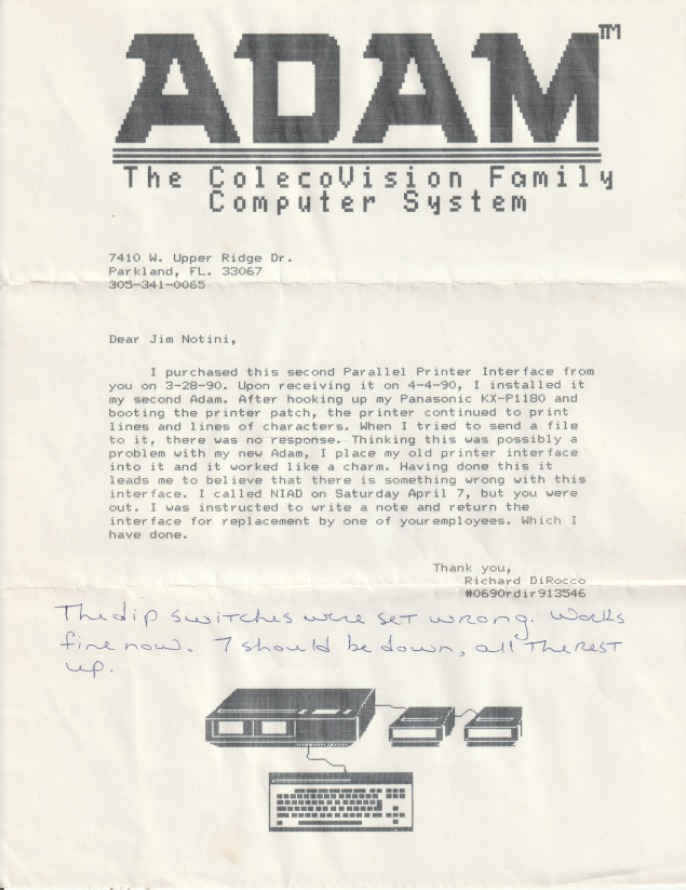 ADAM™
The ColecoVision Family
Computer System
7410 W. Upper Ridge Dr.
Parkland, FL. 33067
305-341-0065
Dear Jim Notini,
I purchased this second Parallel Printer Interface from
you on 3-28-90. Upon receiving it on 4-4-90, I installed it
my second Adam. After hooking up my Panasonic KX-P1180 and
booting the printer patch, the printer continued to print
lines and lines of characters. When I tried to send a file
to it, there was no response. Thinking this was possibly a
problem with my new Adam, I place my old printer interface
into it and it worked like a charm. Having done this it
leads me to believe that there is something wrong with this
interface. I called NIAD on Saturday April 7, but you were
out. I was instructed to write a note and return the
interface for replacement by one of youremployees. Which I
have done.
Thank you,
Richard DiRocco
#0690rdir913546
The dip switches were set wrong. Works
fine now. 7 should be down, all the rest
up.